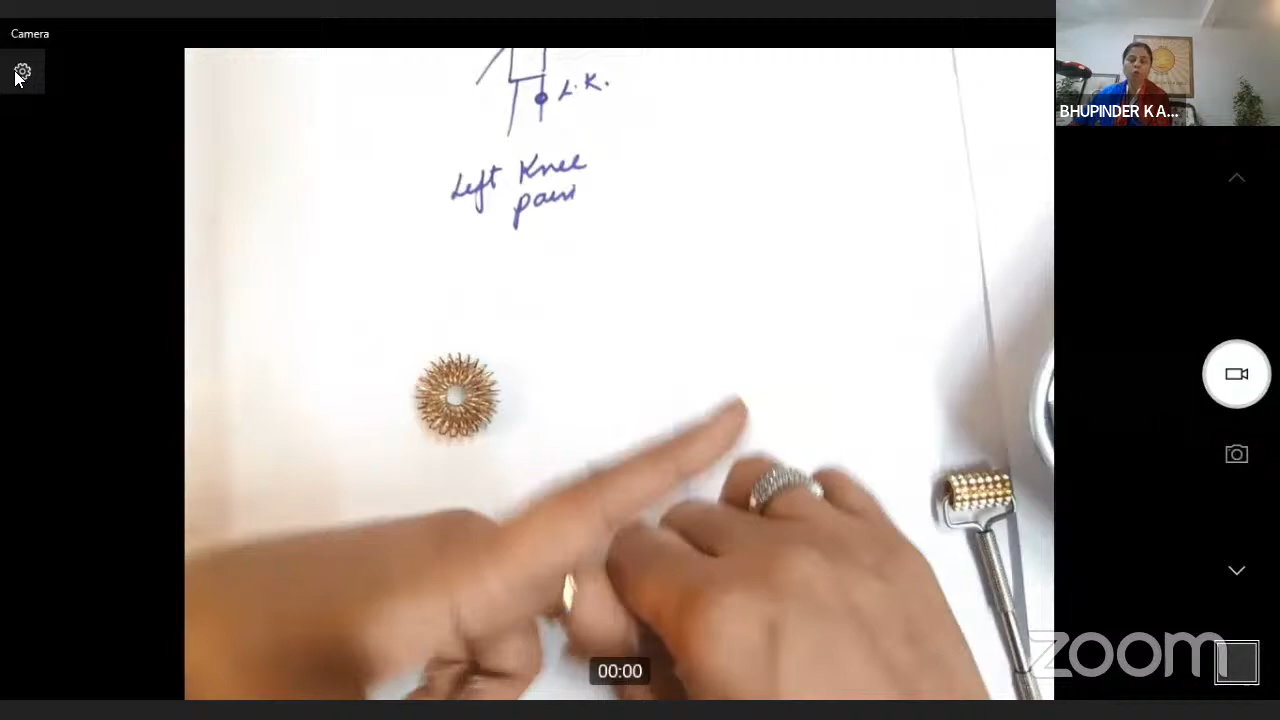 Camera
BHUPINDER K A...
L.K.
Left Knee
pain
00:00
zoom